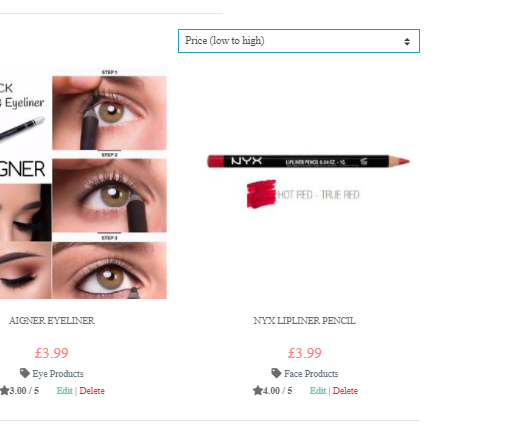 Price (low to high)
CK
Eyeliner
GNER
STEP 1
STEP 2
STEP 3
NYX LIPLINER PENCIL 0.04 OZ. - 1G
HOT RED - TRUE RED
AIGNER EYELINER
NYX LIPLINER PENCIL
£3.99
£3.99
Eye Products
Face Products
3.00 / 5 Edit | Delete
4.00 / 5 Edit | Delete